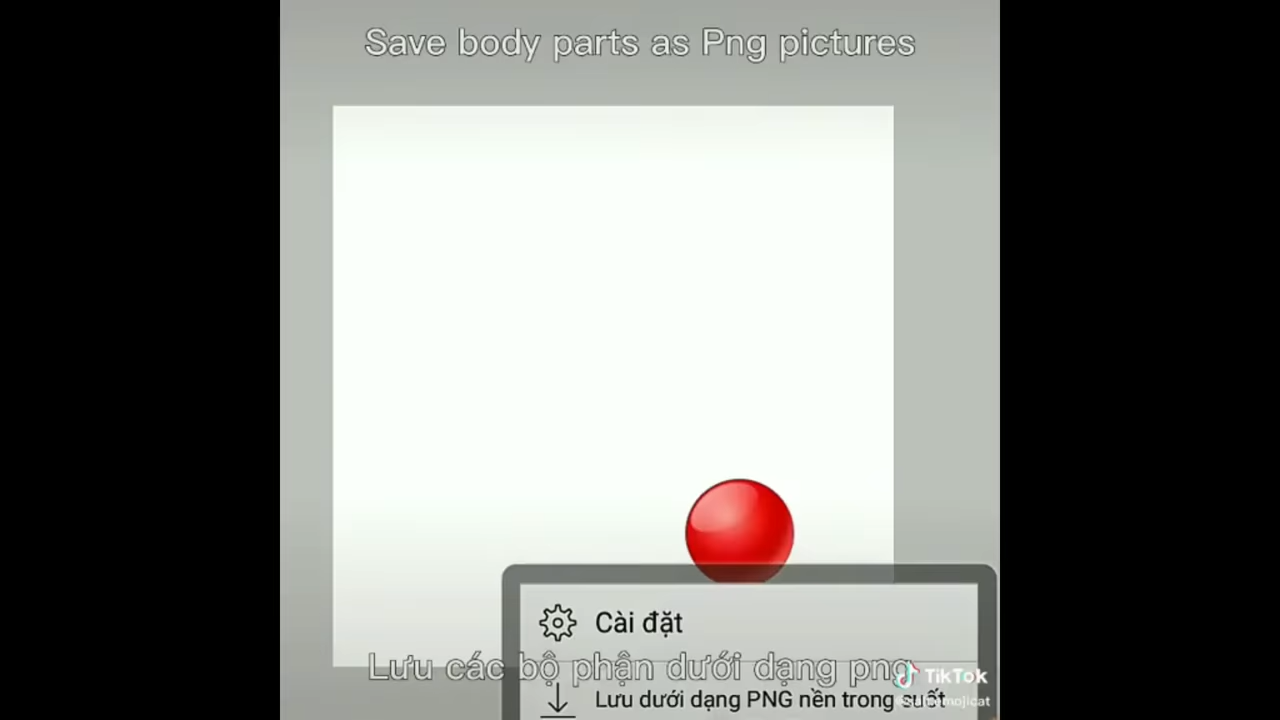 Save body parts as Png pictures
Cài đặt
Lưu các bộ phận dưới dạng png
TikTok
Lưu dưới dạng PNG nền trong suốt